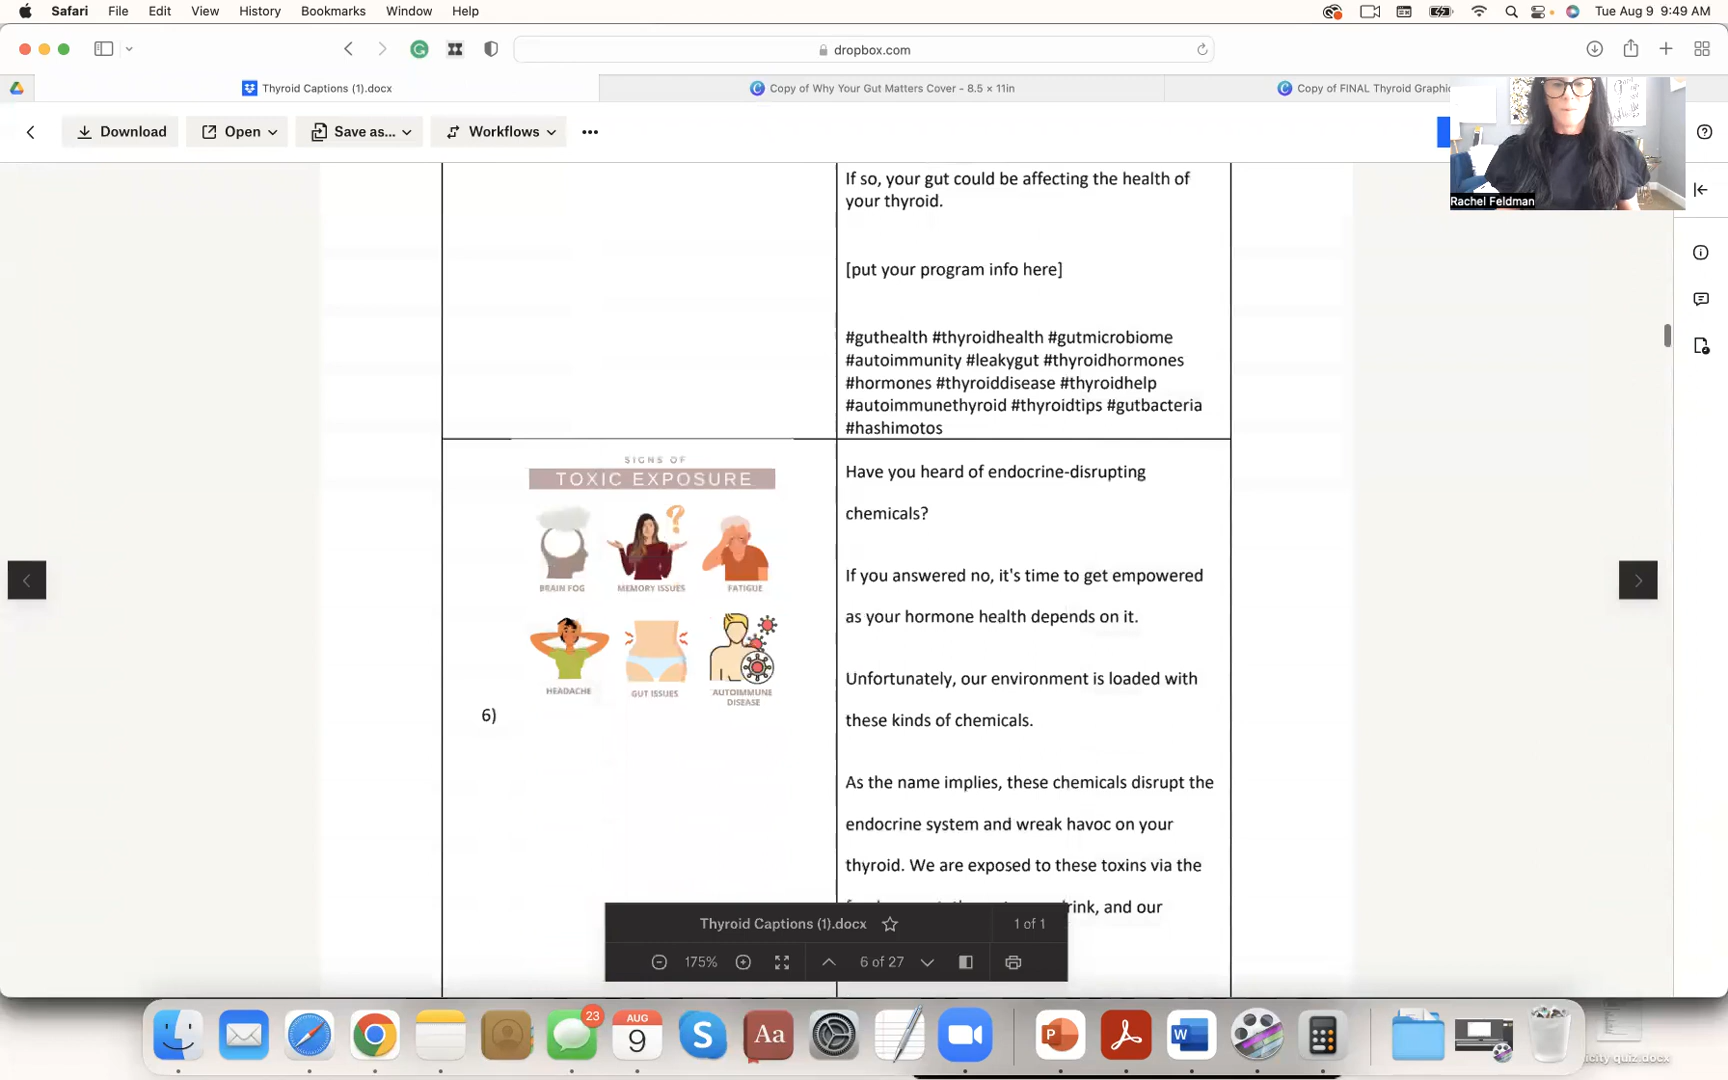 Safari File Edit View History Bookmarks Window Help Tue Aug 9 9:49 AM
dropbox.com
Thyroid Captions (1).docx
Copy of Why Your Gut Matters Cover - 8.5 × 11in
Copy of FINAL Thyroid Graphic
Download Open Save as... Workflows
Rachel Feldman
If so, your gut could be affecting the health of
your thyroid.
[put your program info here]
#guthealth #thyroidhealth #gutmicrobiome
#autoimmunity #leakygut #thyroidhormones
#hormones #thyroiddisease #thyroidhelp
#autoimmunethyroid #thyroidtips #gutbacteria
#hashimotos
6)
SIGNS OF
TOXIC EXPOSURE
BRAIN FOG
MEMORY ISSUES
FATIGUE
HEADACHE
GUT ISSUES
AUTOIMMUNE
DISEASE
Have you heard of endocrine-disrupting
chemicals?
If you answered no, it's time to get empowered
as your hormone health depends on it.
Unfortunately, our environment is loaded with
these kinds of chemicals.
As the name implies, these chemicals disrupt the
endocrine system and wreak havoc on your
thyroid. We are exposed to these toxins via the
and our
Thyroid Captions (1).docx 1 of 1
175% 6 of 27
23
AUG
9
Aa
icity quiz.docx